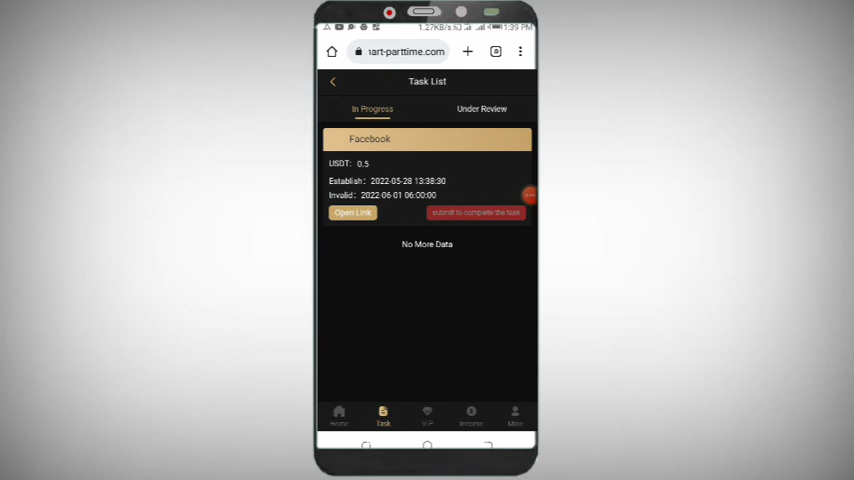 1.27KB/s 1:39 PM
nart-parttime.com
Task List
In Progress
Under Review
Facebook
USDT: 0.5
Establish: 2022-05-28 13:38:30
Invalid: 2022-06-01 06:00:00
Open Link
submit to complete the task
No More Data
Home
Task
VIP
Income
Mine